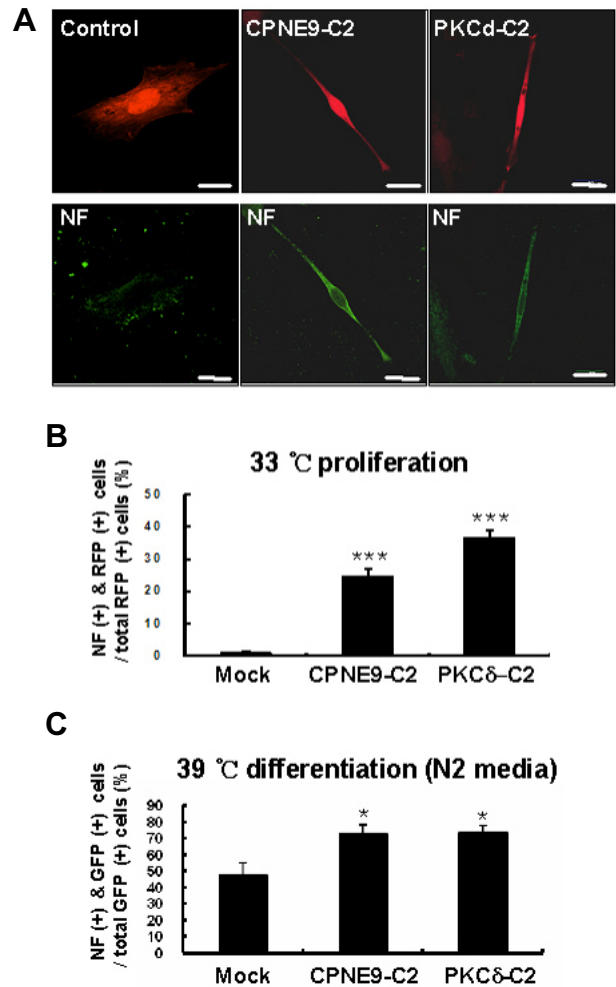 A
Control CPNE9-C2 PKCd-C2
NF NF NF
B
33 ℃ proliferation
NF (+) & RFP (+) cells
/ total RFP (+) cells (%)
50
40
30
20
10
0
***
***
Mock CPNE9-C2 PKCδ–C2
C
39 ℃ differentiation (N2 media)
NF (+) & GFP (+) cells
/ total GFP (+) cells (%)
90
80
70
60
50
40
30
20
10
0
* *
Mock CPNE9-C2 PKCδ-C2